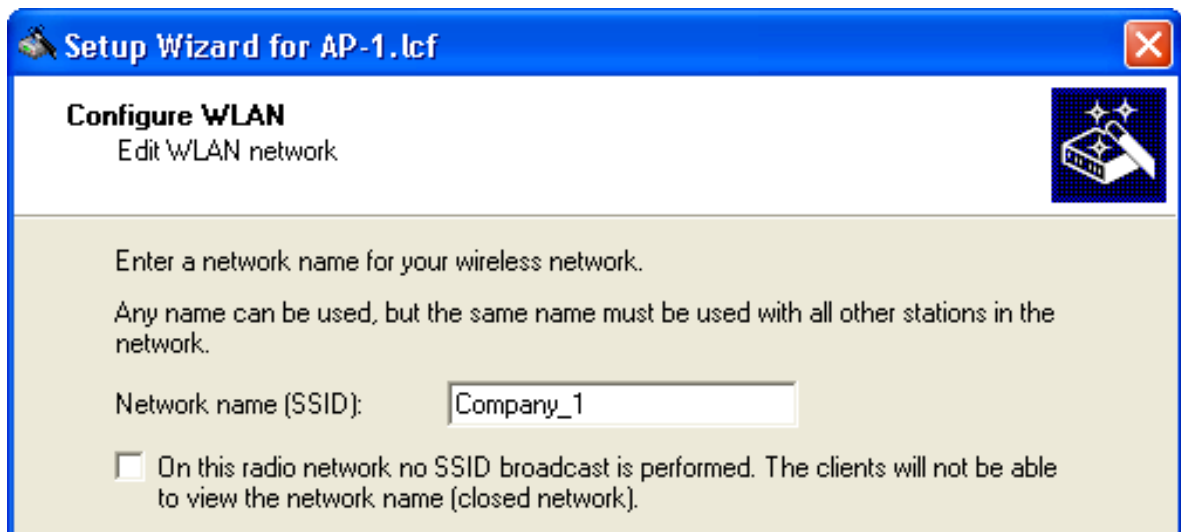 Setup Wizard for AP-1.lcf
Configure WLAN
Edit WLAN network
Enter a network name for your wireless network.
Any name can be used, but the same name must be used with all other stations in the
network.
Network name (SSID): Company_1
On this radio network no SSID broadcast is performed. The clients will not be able
to view the network name (closed network).